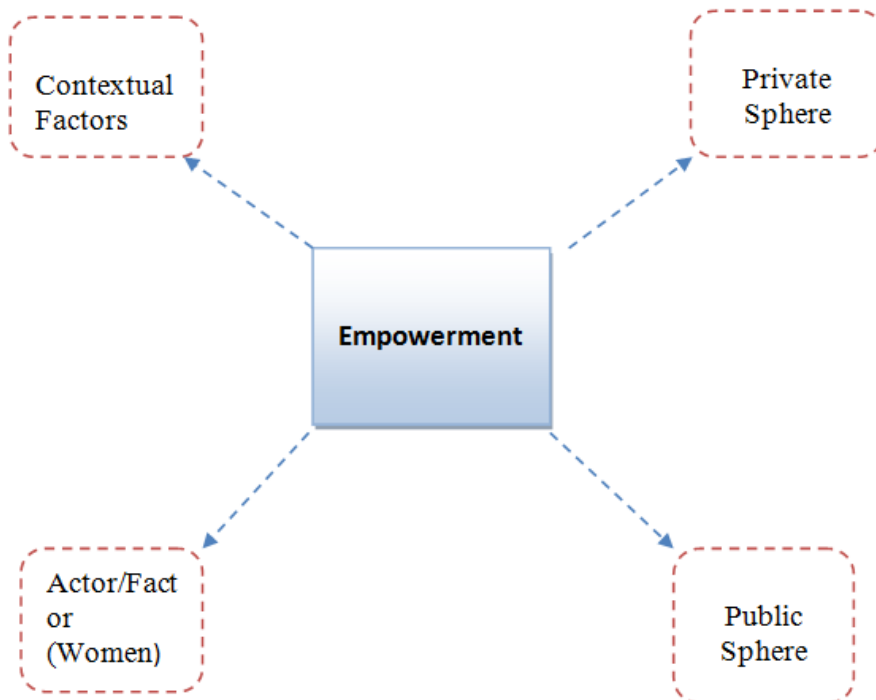 Contextual
Factors
Private
Sphere
Empowerment
Actor/Fact
or
(Women)
Public
Sphere